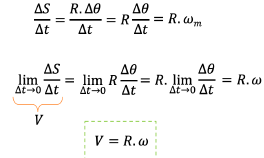 ΔS/Δt = R.Δθ/Δt = R Δθ/Δt = R.ω_m
lim_{Δt→0} ΔS/Δt = lim_{Δt→0} R Δθ/Δt = R. lim_{Δt→0} Δθ/Δt = R.ω
V
V = R.ω